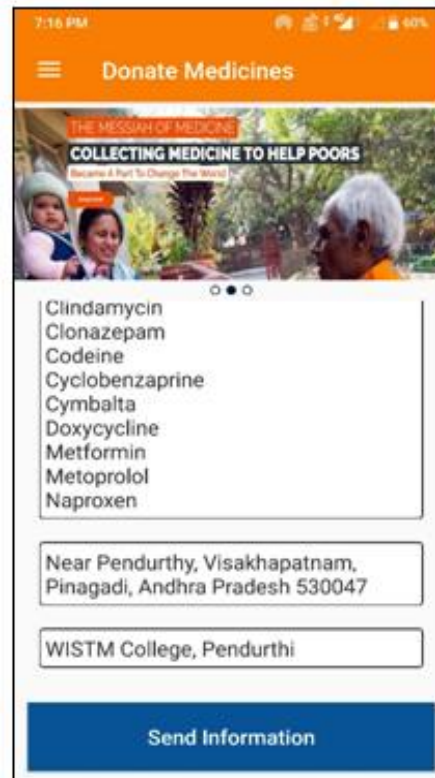 7:16 PM
60%
Donate Medicines
THE MESSIAH OF MEDICINE
COLLECTING MEDICINE TO HELP POORS
Became A Part To Change The World
Clindamycin
Clonazepam
Codeine
Cyclobenzaprine
Cymbalta
Doxycycline
Metformin
Metoprolol
Naproxen
Near Pendurthy, Visakhapatnam,
Pinagadi, Andhra Pradesh 530047
WISTM College, Pendurthi
Send Information